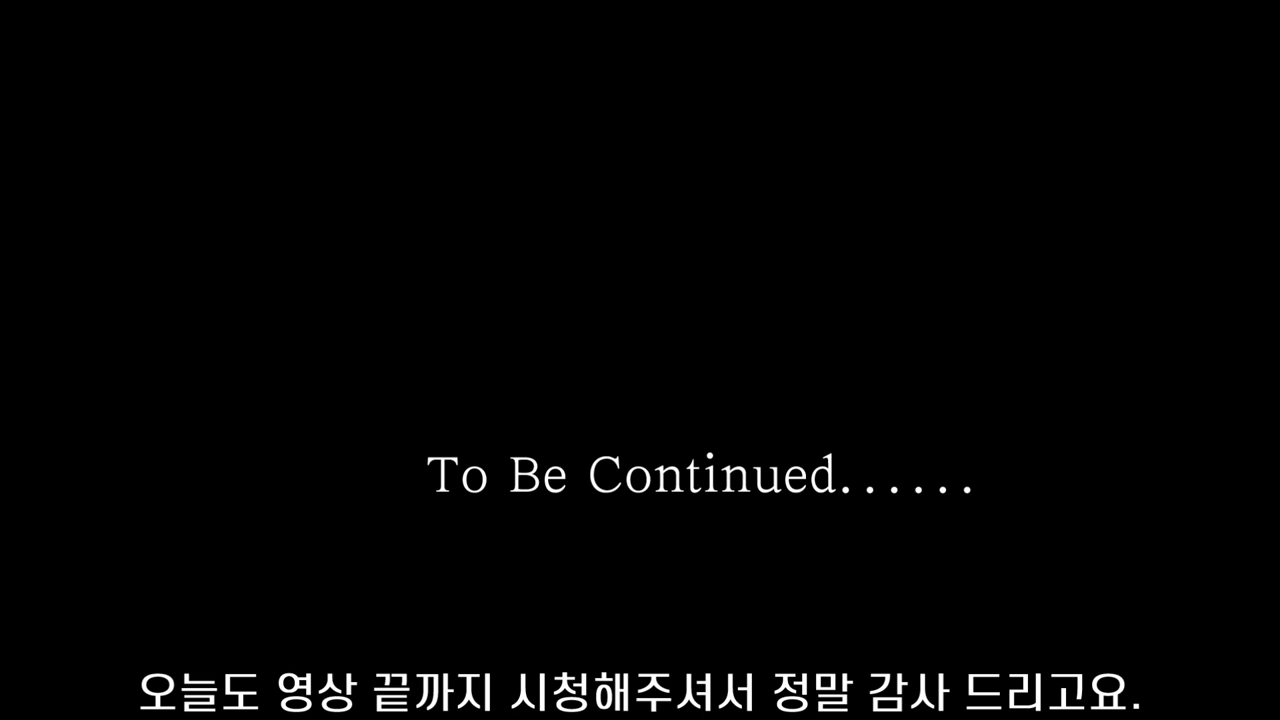 To Be Continued......
오늘도 영상 끝까지 시청해주셔서 정말 감사 드리고요.